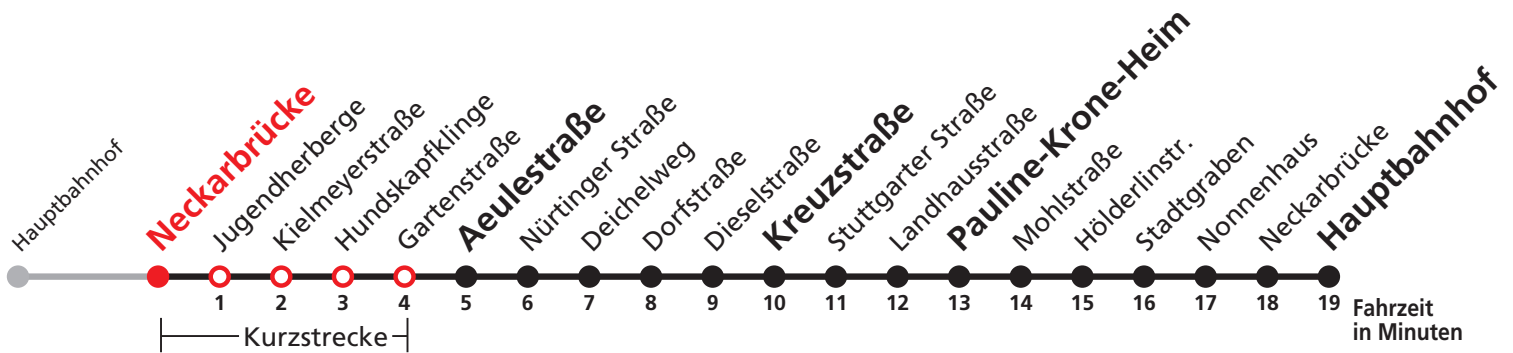 Hauptbahnhof
Neckarbrücke
Jugendherberge
Kielmeyerstraße
Hundskapfklinge
Gartenstraße
Aeulestraße
Nürtinger Straße
Deichelweg
Dorfstraße
Dieselstraße
Kreuzstraße
Stuttgarter Straße
Landhausstraße
Pauline-Krone-Heim
Mohlstraße
Hölderlinstr.
Stadtgraben
Nonnenhaus
Neckarbrücke
Hauptbahnhof
1 2 3 4 5 6 7 8 9 10 11 12 13 14 15 16 17 18 19
Fahrzeit
in Minuten
Kurzstrecke